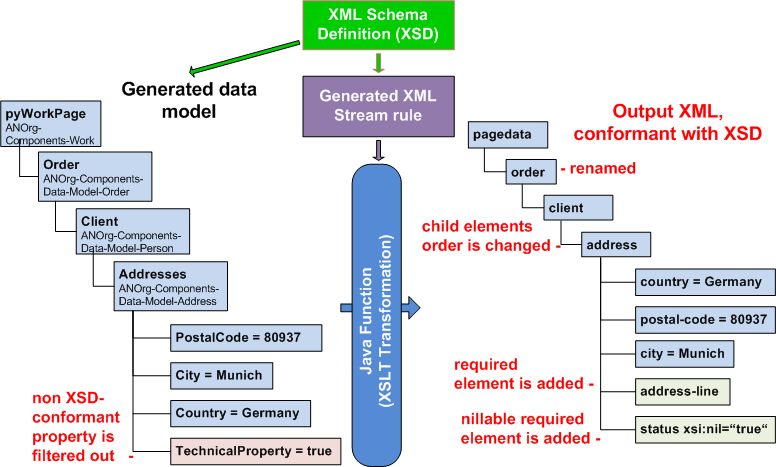 XML Schema
Definition (XSD)
Generated data
model
Generated XML
Stream rule
Output XML,
conformant with XSD
pyWorkPage
ANOrg-
Components-Work
Order
ANOrg-Components-
Data-Model-Order
Client
ANOrg-Components-
Data-Model-Person
Addresses
ANOrg-Components-
Data-Model-Address
PostalCode = 80937
City = Munich
Country = Germany
TechnicalProperty = true
non XSD-
conformant
property is
filtered out -
Java Function
(XSLT Transformation)
pagedata
order
- renamed
client
child elements
order is changed -
address
country = Germany
postal-code = 80937
city = Munich
required
element is added -
address-line
nillable required
element is added -
status xsi:nil=“true“